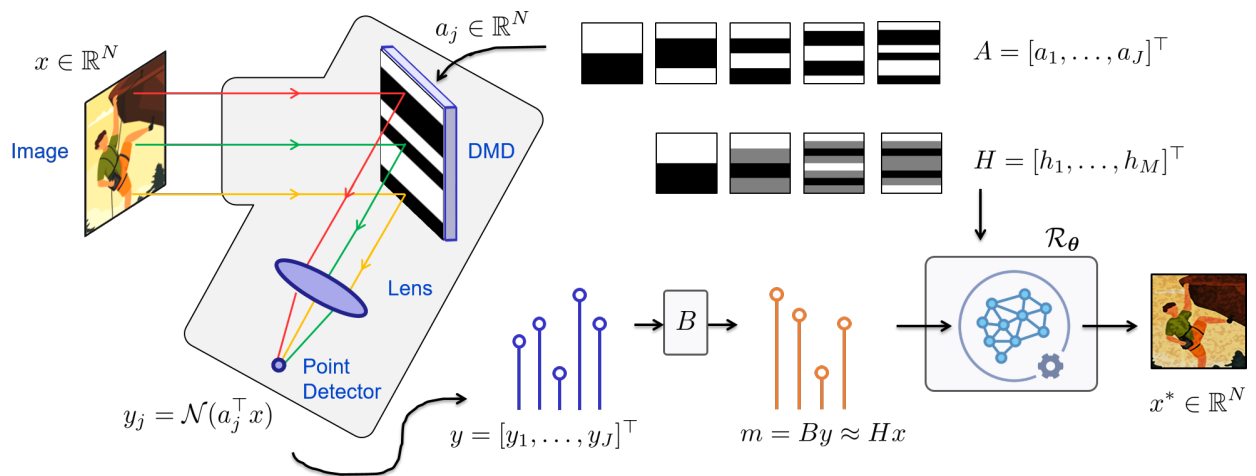 x ∈ ℝ^N
a_j ∈ ℝ^N
A = [a_1, . . . , a_J]^⊤
Image
DMD
H = [h_1, . . . , h_M]^⊤
ℛ_θ
Lens
B
Point
Detector
y_j = 𝒩(a_j^⊤ x)
y = [y_1, . . . , y_J]^⊤
m = By ≈ Hx
x* ∈ ℝ^N